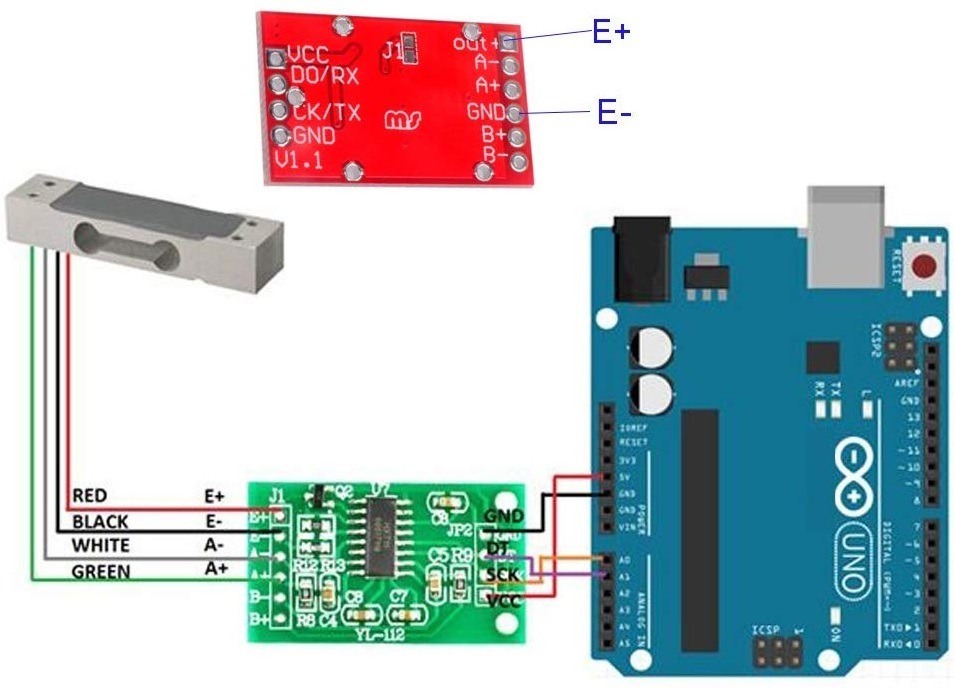 E+
E-
VCC
DO/RX
CK/TX
GND
V1.1
J1
out+
A-
A+
GND
B+
B-
RED E+
BLACK E-
WHITE A-
GREEN A+
J1
E+
A-
A+
B-
B+
Q2
U?
C8
JP2
GND
DT
SCK
VCC
R12
R13
C5
R9
R8
C4
C6
C7
YL-112
RESET
ICSP2
AREF
GND
13
12
~11
~10
~9
8
7
~6
~5
4
~3
2
TX0▶1
RX0◀0
DIGITAL (PWM=~)
L
TX
RX
ON
UNO
IOREF
RESET
3V3
5V
GND
GND
VIN
POWER
A0
A1
A2
A3
A4
A5
ANALOG IN
ICSP
1